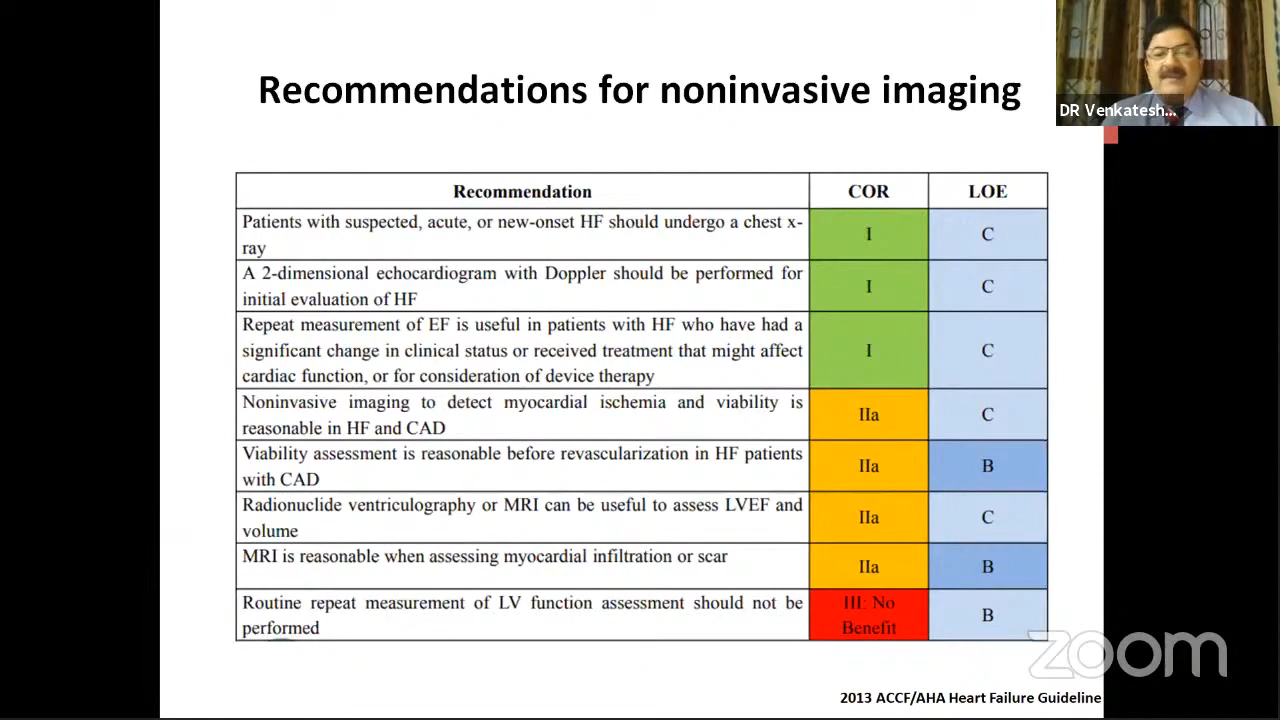 Recommendations for noninvasive imaging
DR Venkatesh...
Recommendation COR LOE
Patients with suspected, acute, or new-onset HF should undergo a chest x-
ray
I C
A 2-dimensional echocardiogram with Doppler should be performed for
initial evaluation of HF
I C
Repeat measurement of EF is useful in patients with HF who have had a
significant change in clinical status or received treatment that might affect
cardiac function, or for consideration of device therapy
I C
Noninvasive imaging to detect myocardial ischemia and viability is
reasonable in HF and CAD
IIa C
Viability assessment is reasonable before revascularization in HF patients
with CAD
IIa B
Radionuclide ventriculography or MRI can be useful to assess LVEF and
volume
IIa C
MRI is reasonable when assessing myocardial infiltration or scar
IIa B
Routine repeat measurement of LV function assessment should not be
performed
III: No
Benefit
B
zoom
2013 ACCF/AHA Heart Failure Guideline